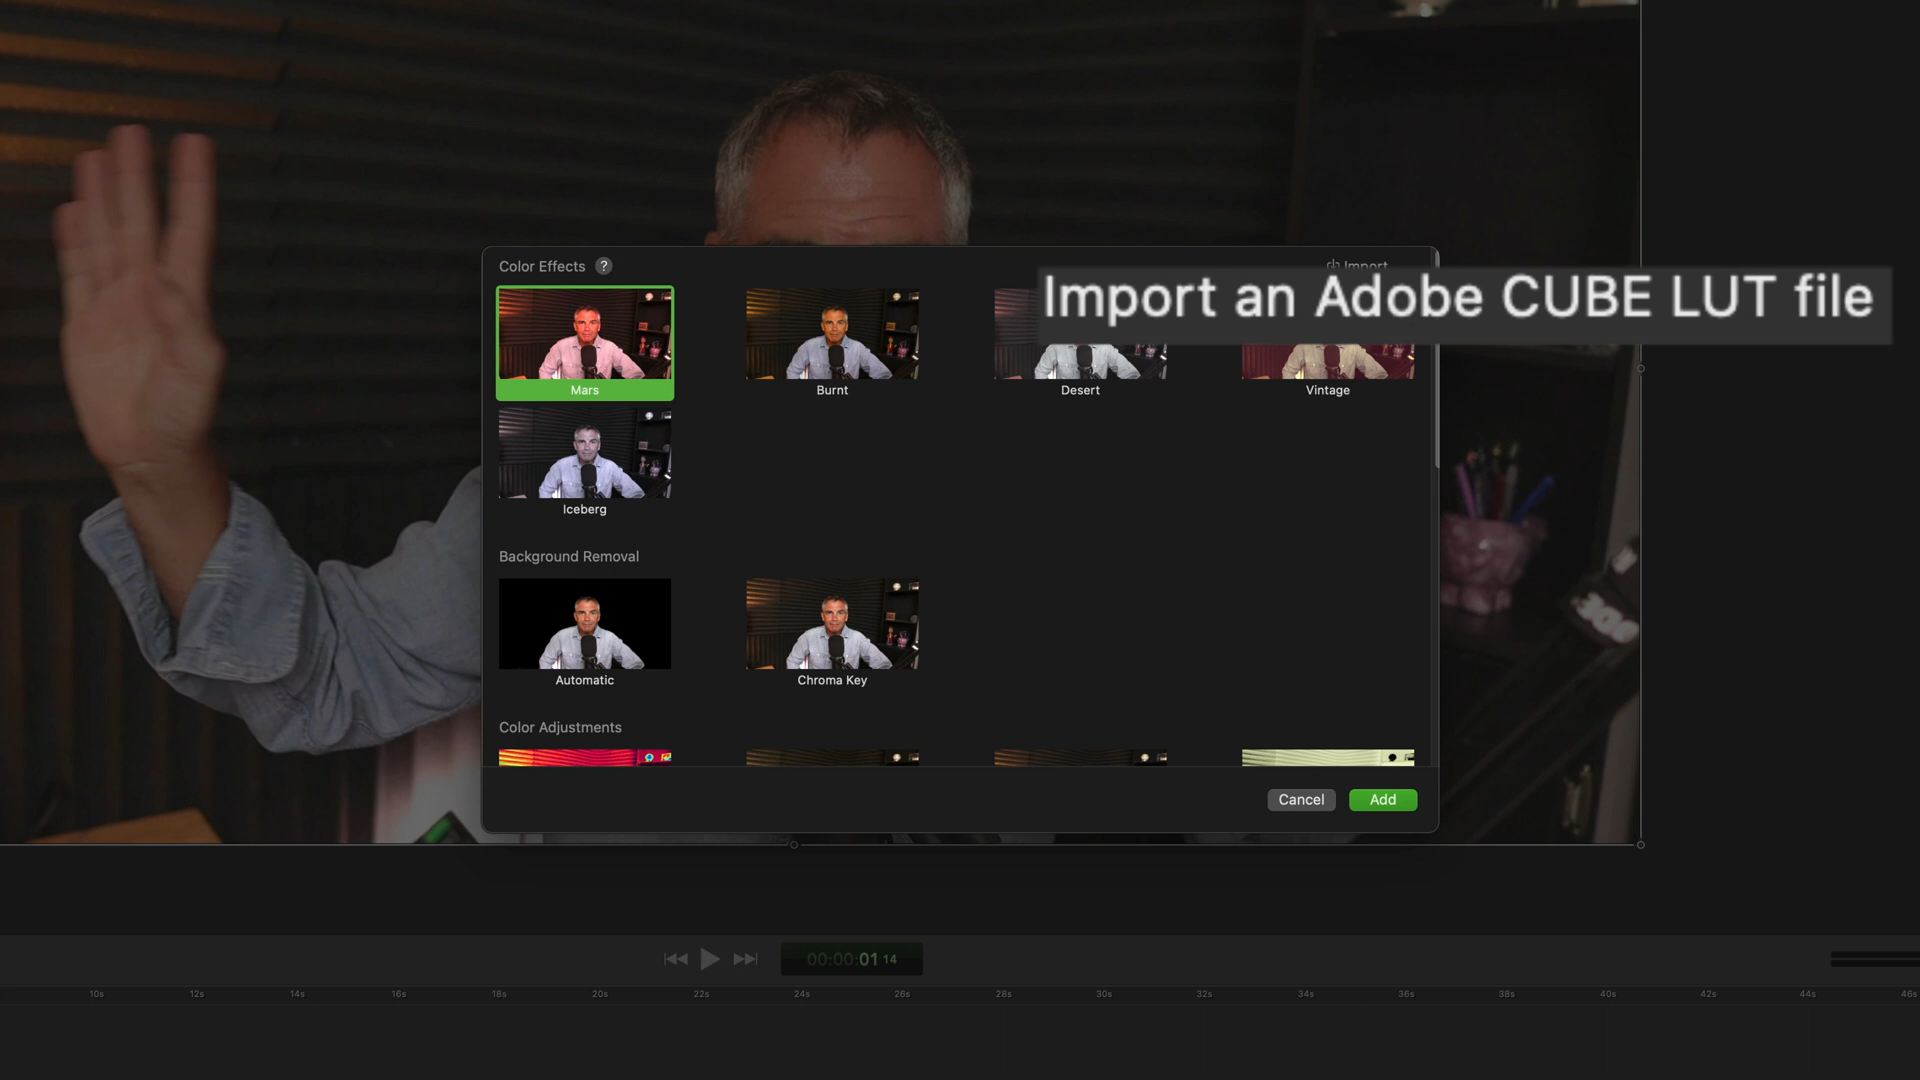 Color Effects ?
Import
Import an Adobe CUBE LUT file
Mars
Burnt
Desert
Vintage
Iceberg
Background Removal
Automatic
Chroma Key
Color Adjustments
Cancel
Add
00:00:01 14
10s
12s
14s
16s
18s
20s
22s
24s
26s
28s
30s
32s
34s
36s
38s
40s
42s
44s
46s